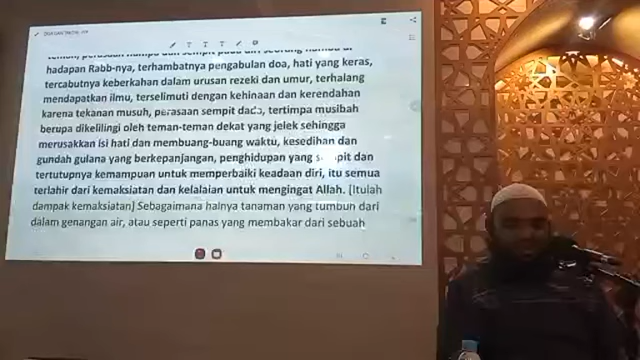 hadapan Rabb-nya, terhambatnya pengabulan doa, hati yang keras,
tercabutnya keberkahan dalam urusan rezeki dan umur, terhalang
mendapatkan ilmu, terselimuti dengan kehinaan dan kerendahan
karena tekanan musuh, perasaan sempit dada, tertimpa musibah
berupa dikelilingi oleh teman-teman dekat yang jelek sehingga
merusakkan isi hati dan membuang-buang waktu, kesedihan dan
gundah gulana yang berkepanjangan, penghidupan yang sempit dan
tertutupnya kemampuan untuk memperbaiki keadaan diri, itu semua
terlahir dari kemaksiatan dan kelalaian untuk mengingat Allah. [Itulah
dampak kemaksiatan] Sebagaimana halnya tanaman yang tumbuh dari
dalam genangan air, atau seperti panas yang membakar dari sebuah